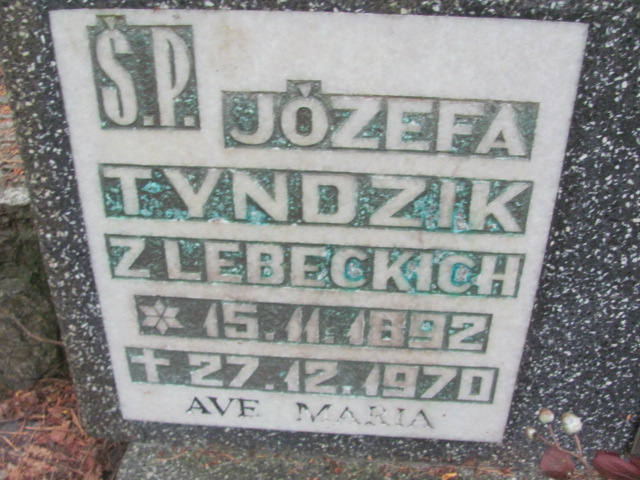 Ś.P.
JÓZEFA
TYNDZIK
Z LEBECKICH
* 15.11.1892
† 27.12.1970
AVE MARIA